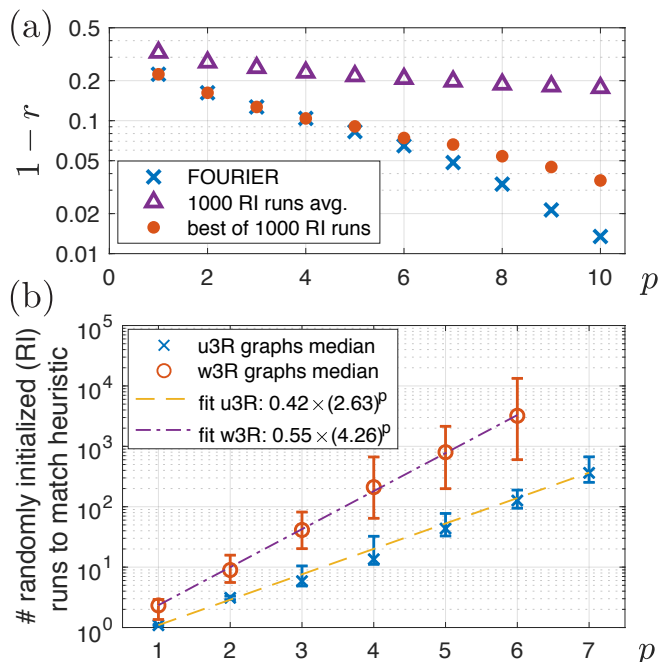 (a)
0.5
0.2
0.1
0.05
0.02
0.01
1 − r
FOURIER
1000 RI runs avg.
best of 1000 RI runs
0 2 4 6 8 10 p
(b)
10^5
10^4
10^3
10^2
10^1
10^0
# randomly initialized (RI)
runs to match heuristic
u3R graphs median
w3R graphs median
fit u3R: 0.42×(2.63)^p
fit w3R: 0.55×(4.26)^p
1 2 3 4 5 6 7 p